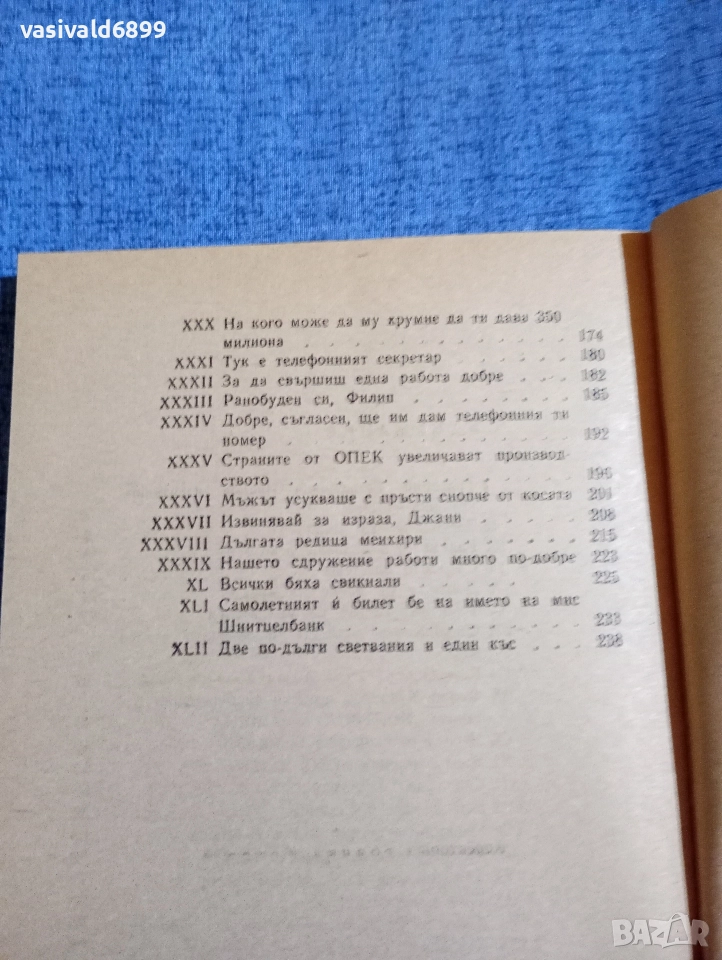 vasivald6899
XXX На кого може да му хрумне да ти дава 350
милиона . . . . . . . . . . 174
XXXI Тук е телефонният секретар . . . . 180
XXXII За да свършиш една работа добре . . . 182
XXXIII Ранобуден си, Филип . . . . . . 185
XXXIV Добре, съгласен, ще им дам телефонния ти
номер . . . . . . . . . . 192
XXXV Страните от ОПЕК увеличават производ-
ството . . . . . . . . . 196
XXXVI Мъжът усукваше с пръсти снопче от косата 201
XXXVII Извинявай за израза, Джани . . . . 208
XXXVIII Дългата редица менхири . . . . . 215
XXXIX Нашето сдружение работи много по-добре 223
XL Всички бяха свикнали . . . . . 225
XLI Самолетният ѝ билет бе на името на мис
Шнитцелбанк . . . . . . . . 233
XLII Две по-дълги светвания и един къс . . . 238
BAZAR